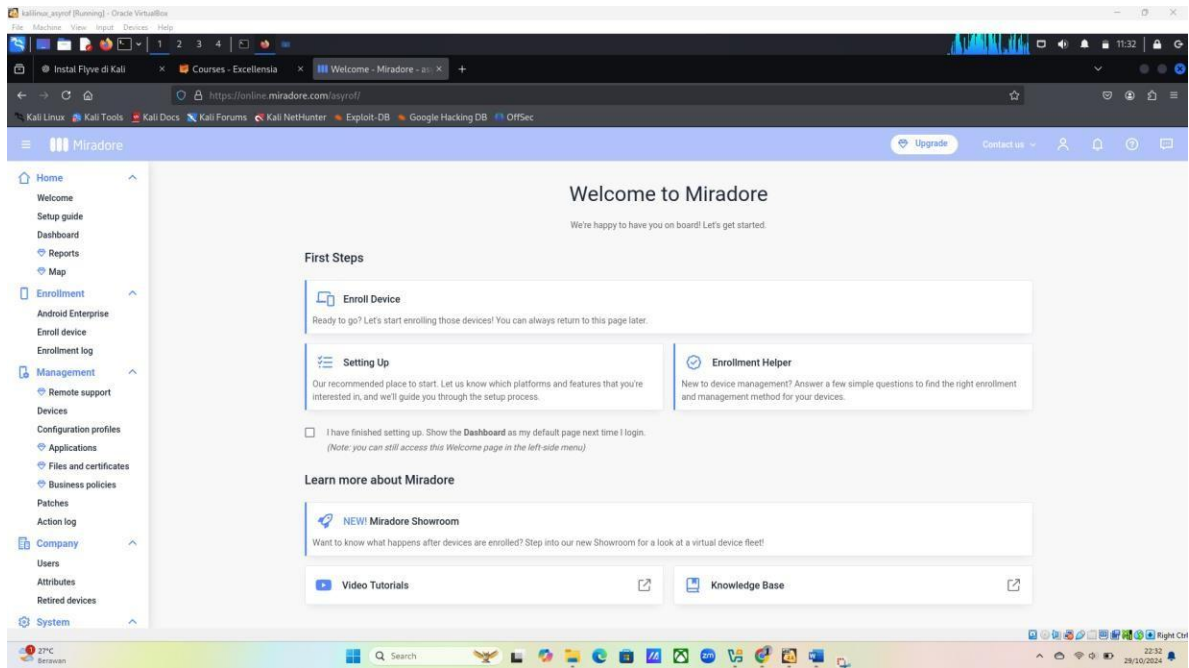 kalilinux_asyrof [Running] - Oracle VirtualBox
File Machine View Input Devices Help
1 2 3 4
11:32
Instal Flyve di Kali
Courses - Excellensia
Welcome - Miradore - as
https://online.miradore.com/asyrof/
Kali Linux Kali Tools Kali Docs Kali Forums Kali NetHunter Exploit-DB Google Hacking DB OffSec
Miradore
Upgrade
Contact us
Home
Welcome
Setup guide
Dashboard
Reports
Map
Enrollment
Android Enterprise
Enroll device
Enrollment log
Management
Remote support
Devices
Configuration profiles
Applications
Files and certificates
Business policies
Patches
Action log
Company
Users
Attributes
Retired devices
System
Welcome to Miradore
We're happy to have you on board! Let's get started.
First Steps
Enroll Device
Ready to go? Let's start enrolling those devices! You can always return to this page later.
Setting Up
Our recommended place to start. Let us know which platforms and features that you're
interested in, and we'll guide you through the setup process.
Enrollment Helper
New to device management? Answer a few simple questions to find the right enrollment
and management method for your devices.
I have finished setting up. Show the Dashboard as my default page next time I login.
(Note: you can still access this Welcome page in the left-side menu)
Learn more about Miradore
NEW! Miradore Showroom
Want to know what happens after devices are enrolled? Step into our new Showroom for a look at a virtual device fleet!
Video Tutorials
Knowledge Base
Right Ctrl
27°C
Berawan
Search
zm
22:32
29/10/2024